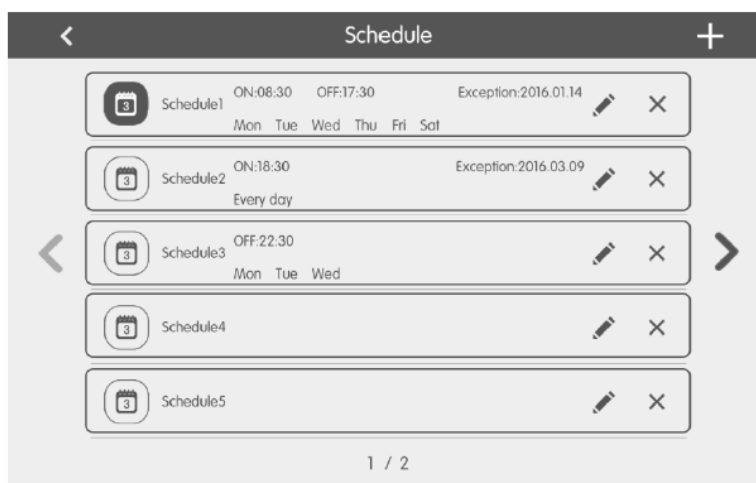 Schedule
ON:08:30 OFF:17:30 Exception:2016.01.14
Schedule1
Mon Tue Wed Thu Fri Sat
ON:18:30 Exception:2016.03.09
Schedule2
Every day
OFF:22:30
Schedule3
Mon Tue Wed
Schedule4
Schedule5
1 / 2